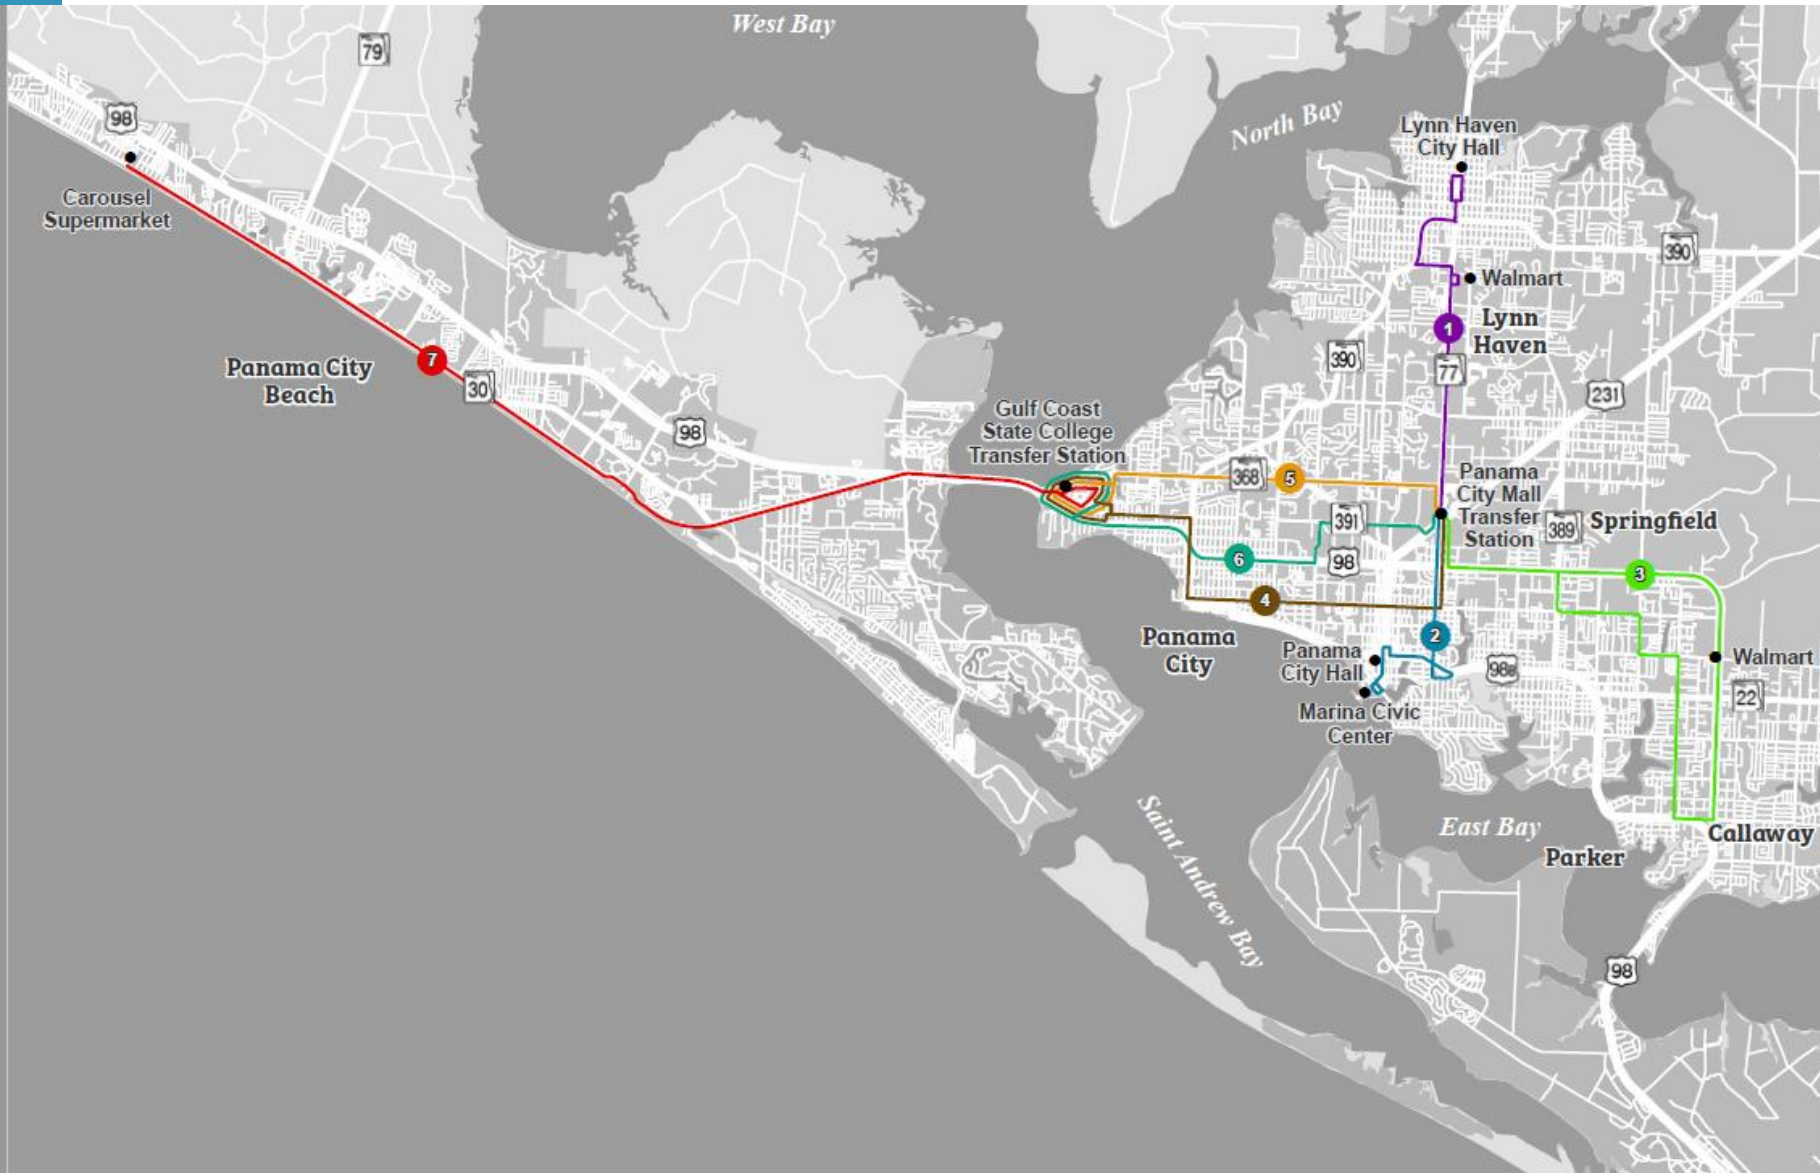 West Bay
79
98
North Bay
Lynn Haven
City Hall
Carousel
Supermarket
390
Walmart
1
Lynn
Haven
Panama City
Beach
7
30
390
77
231
98
Gulf Coast
State College
Transfer Station
368
5
Panama
City Mall
Transfer
Station
391
389
Springfield
6
98
3
4
2
Panama
City
Panama
City Hall
98B
Walmart
22
Marina Civic
Center
Saint Andrew Bay
East Bay
Parker
Callaway
98